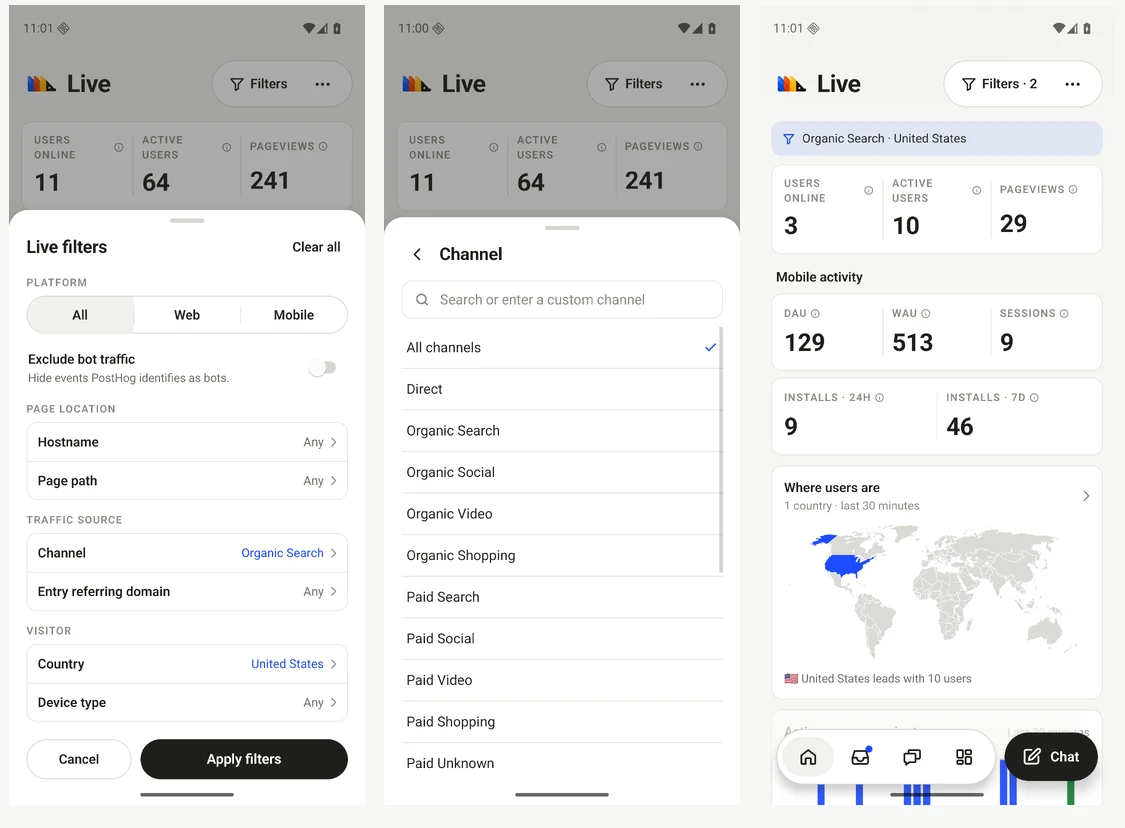 11:01
Live
Filters
USERS ONLINE
ACTIVE USERS
PAGEVIEWS
11
64
241
Live filters
Clear all
PLATFORM
All
Web
Mobile
Exclude bot traffic
Hide events PostHog identifies as bots.
PAGE LOCATION
Hostname
Any
Page path
Any
TRAFFIC SOURCE
Channel
Organic Search
Entry referring domain
Any
VISITOR
Country
United States
Device type
Any
Cancel
Apply filters
11:00
Live
Filters
USERS ONLINE
ACTIVE USERS
PAGEVIEWS
11
64
241
Channel
Search or enter a custom channel
All channels
Direct
Organic Search
Organic Social
Organic Video
Organic Shopping
Paid Search
Paid Social
Paid Video
Paid Shopping
Paid Unknown
11:01
Live
Filters · 2
Organic Search · United States
USERS ONLINE
ACTIVE USERS
PAGEVIEWS
3
10
29
Mobile activity
DAU
WAU
SESSIONS
129
513
9
INSTALLS · 24H
INSTALLS · 7D
9
46
Where users are
1 country · last 30 minutes
United States leads with 10 users
Last 30 minutes
Chat